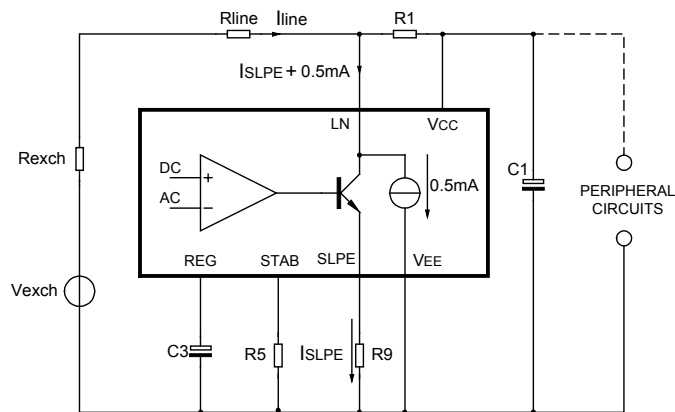 Rline Iline R1
ISLPE + 0.5mA
LN VCC
Rexch
DC
AC
0.5mA
C1
PERIPHERAL
CIRCUITS
REG STAB SLPE VEE
Vexch
C3 R5 ISLPE R9